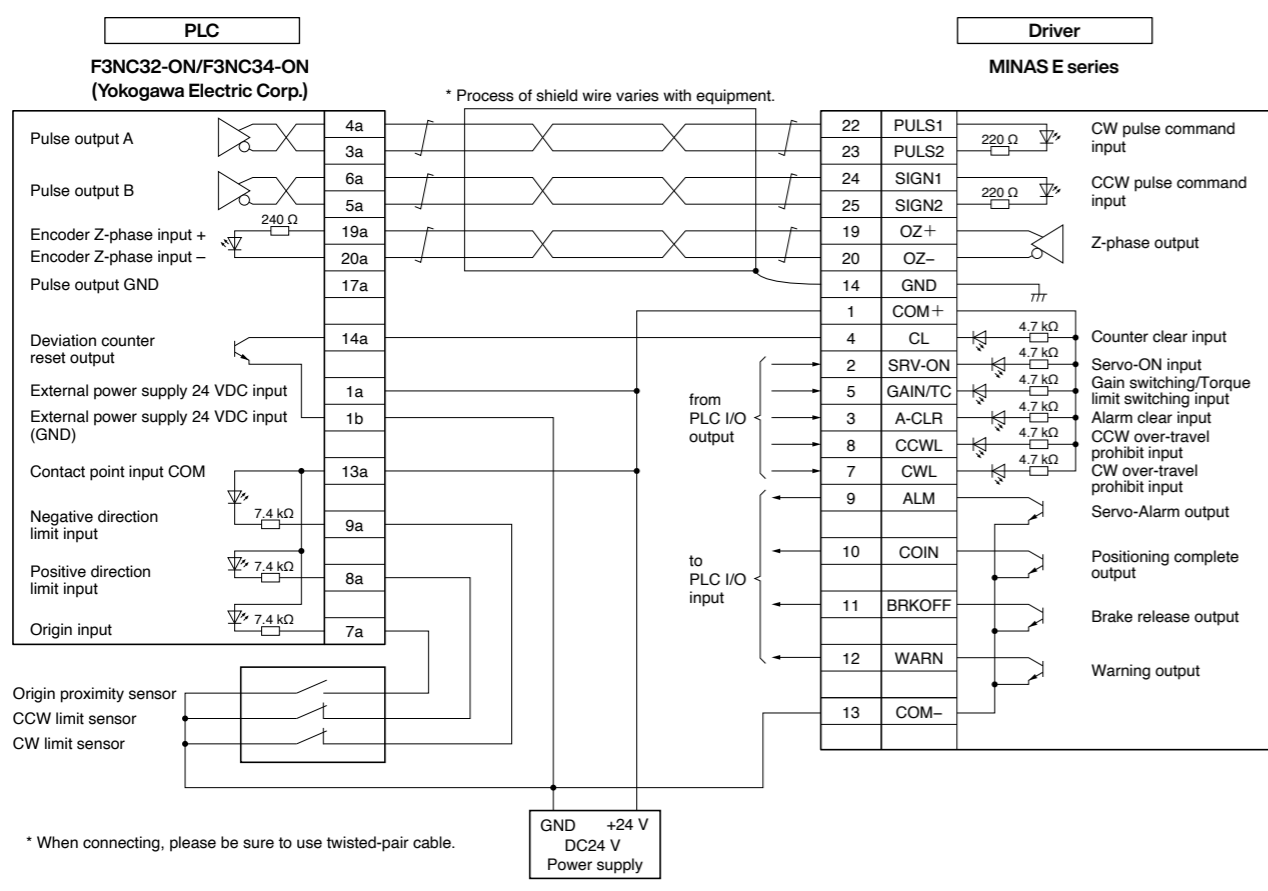 PLC
F3NC32-ON/F3NC34-ON
(Yokogawa Electric Corp.)
Driver
MINAS E series
* Process of shield wire varies with equipment.
Pulse output A
4a
3a
Pulse output B
6a
5a
240 Ω
Encoder Z-phase input +
19a
Encoder Z-phase input –
20a
Pulse output GND
17a
Deviation counter
reset output
14a
External power supply 24 VDC input
1a
External power supply 24 VDC input
(GND)
1b
Contact point input COM
13a
Negative direction
limit input
7.4 kΩ
9a
Positive direction
limit input
7.4 kΩ
8a
Origin input
7.4 kΩ
7a
Origin proximity sensor
CCW limit sensor
CW limit sensor
22 PULS1
23 PULS2
220 Ω
CW pulse command
input
24 SIGN1
25 SIGN2
220 Ω
CCW pulse command
input
19 OZ+
20 OZ–
Z-phase output
14 GND
1 COM+
4 CL
4.7 kΩ
Counter clear input
from
PLC I/O
output
2 SRV-ON
4.7 kΩ
Servo-ON input
5 GAIN/TC
4.7 kΩ
Gain switching/Torque
limit switching input
3 A-CLR
4.7 kΩ
Alarm clear input
8 CCWL
4.7 kΩ
CCW over-travel
prohibit input
7 CWL
4.7 kΩ
CW over-travel
prohibit input
to
PLC I/O
input
9 ALM
Servo-Alarm output
10 COIN
Positioning complete
output
11 BRKOFF
Brake release output
12 WARN
Warning output
13 COM–
GND +24 V
DC24 V
Power supply
* When connecting, please be sure to use twisted-pair cable.